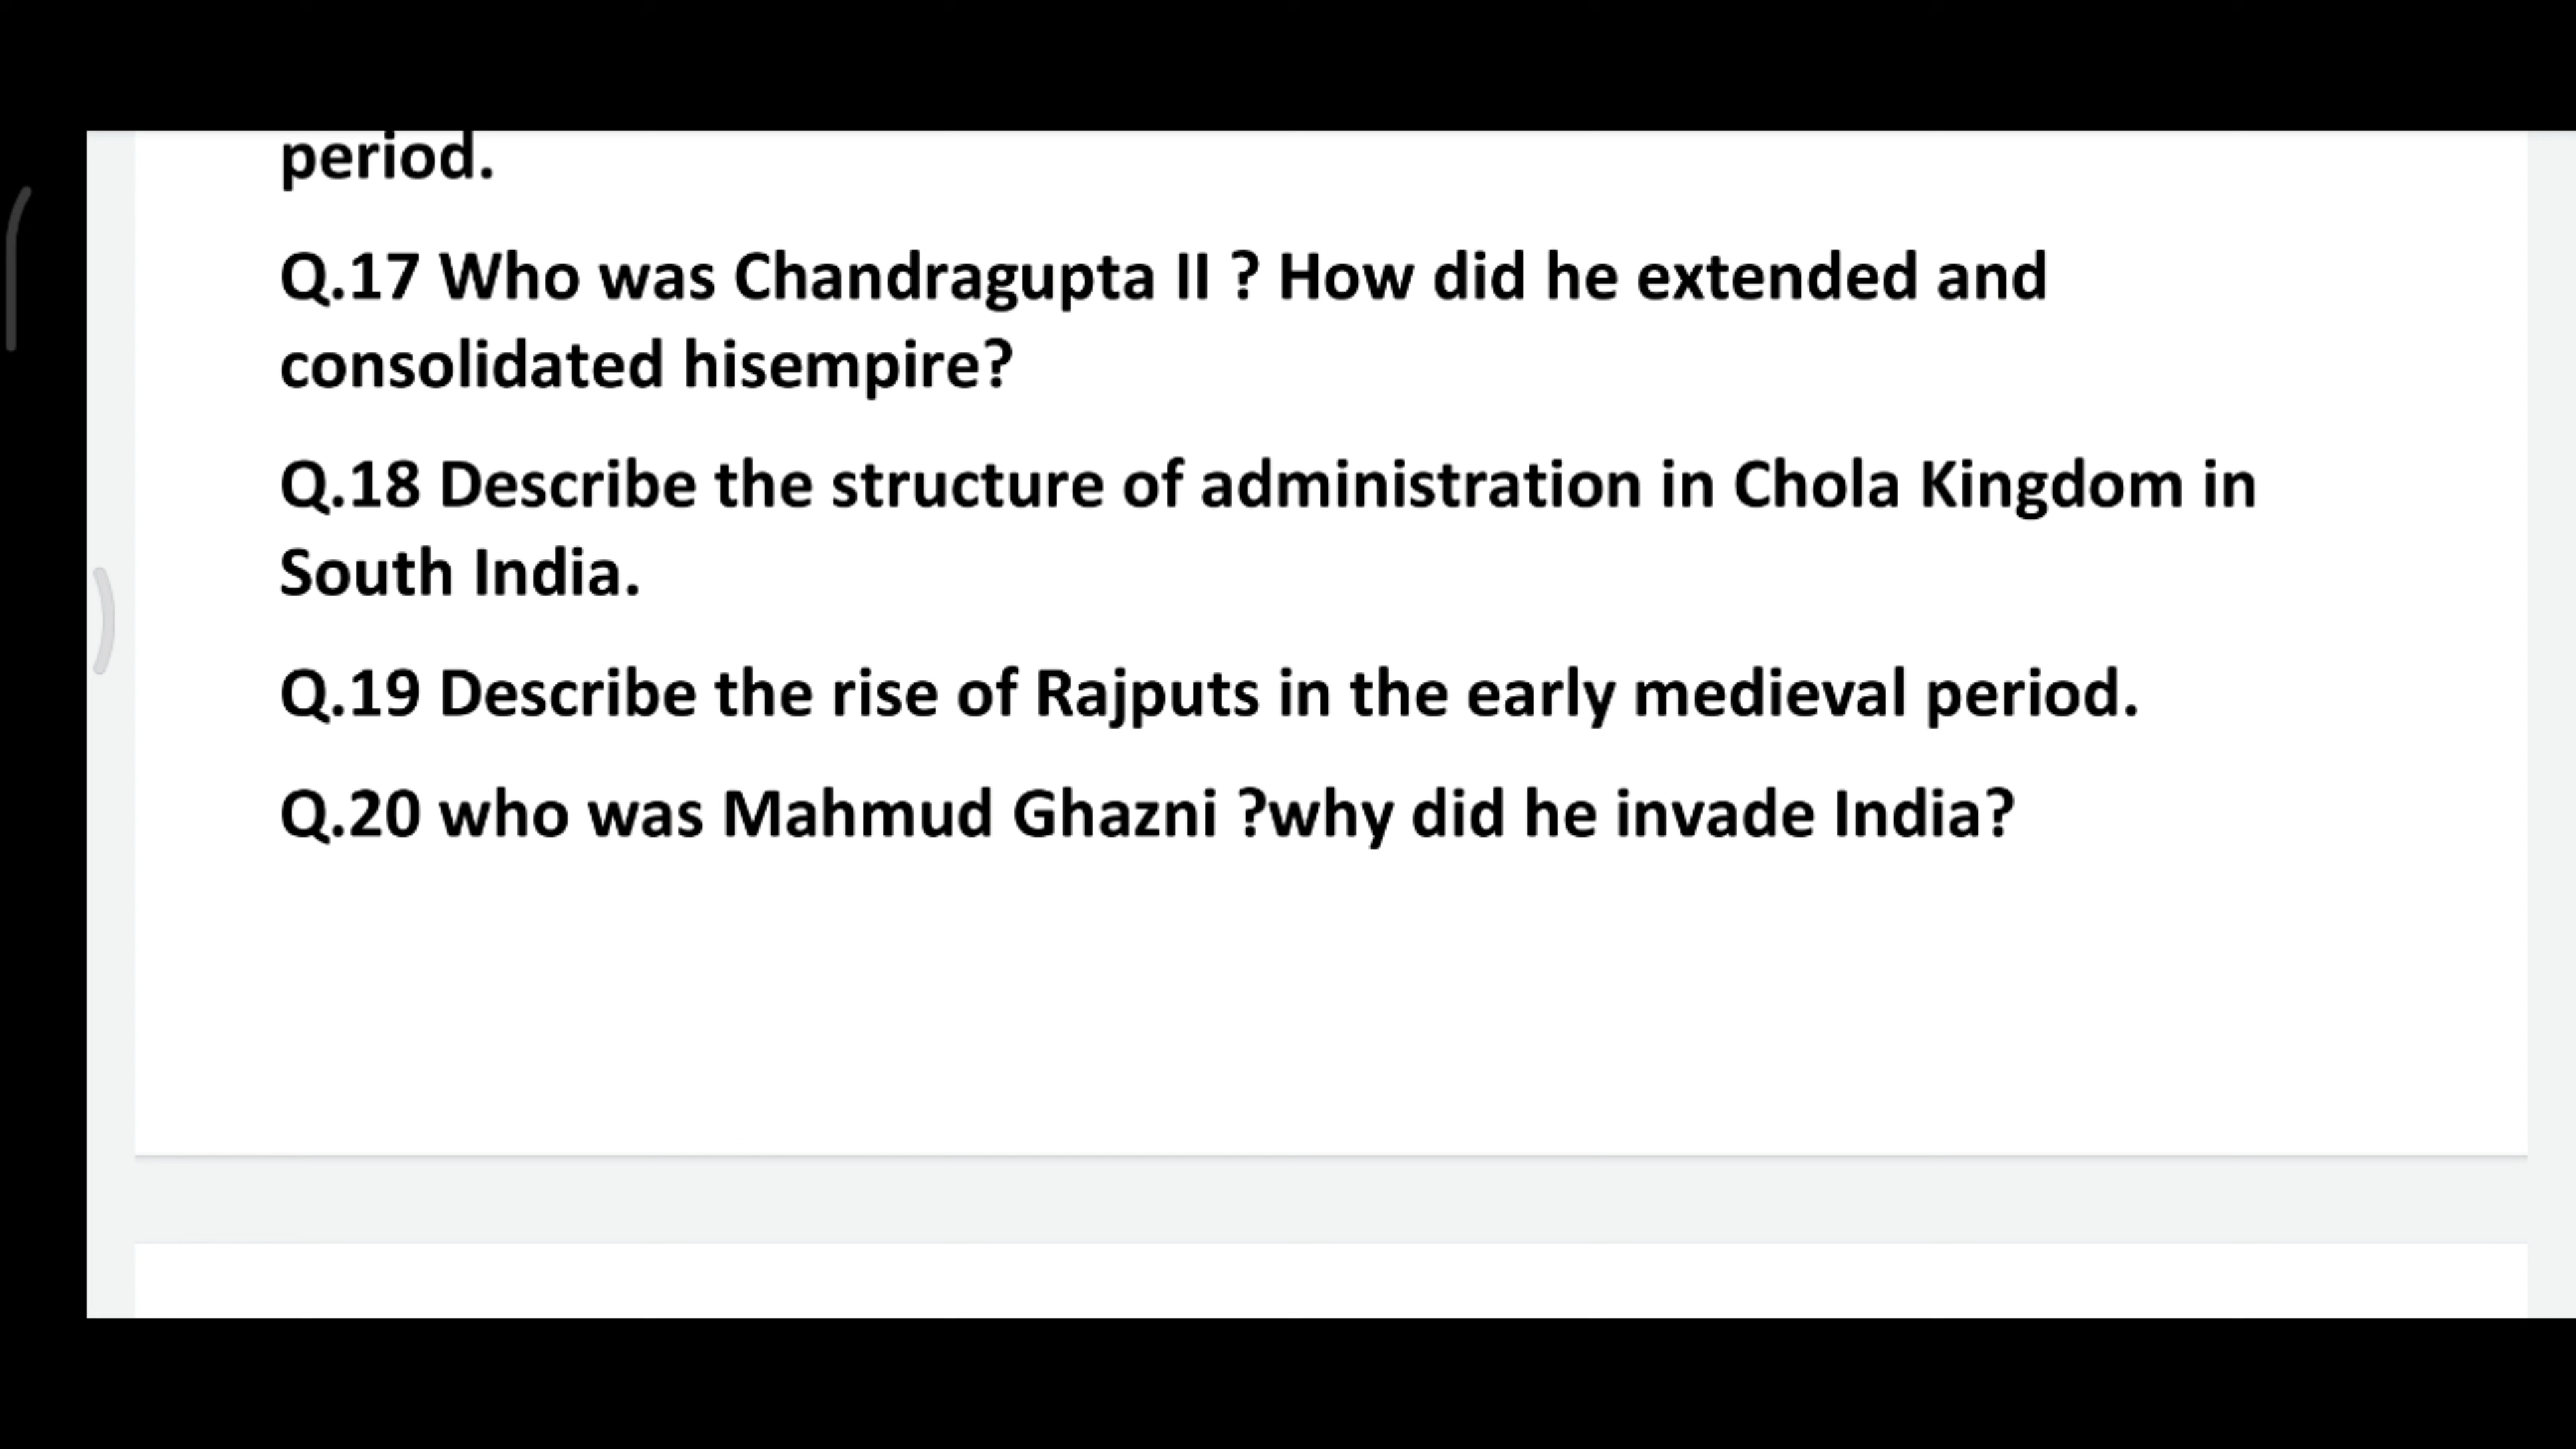 period.
Q.17 Who was Chandragupta II ? How did he extended and
consolidated hisempire?
Q.18 Describe the structure of administration in Chola Kingdom in
South India.
Q.19 Describe the rise of Rajputs in the early medieval period.
Q.20 who was Mahmud Ghazni ?why did he invade India?